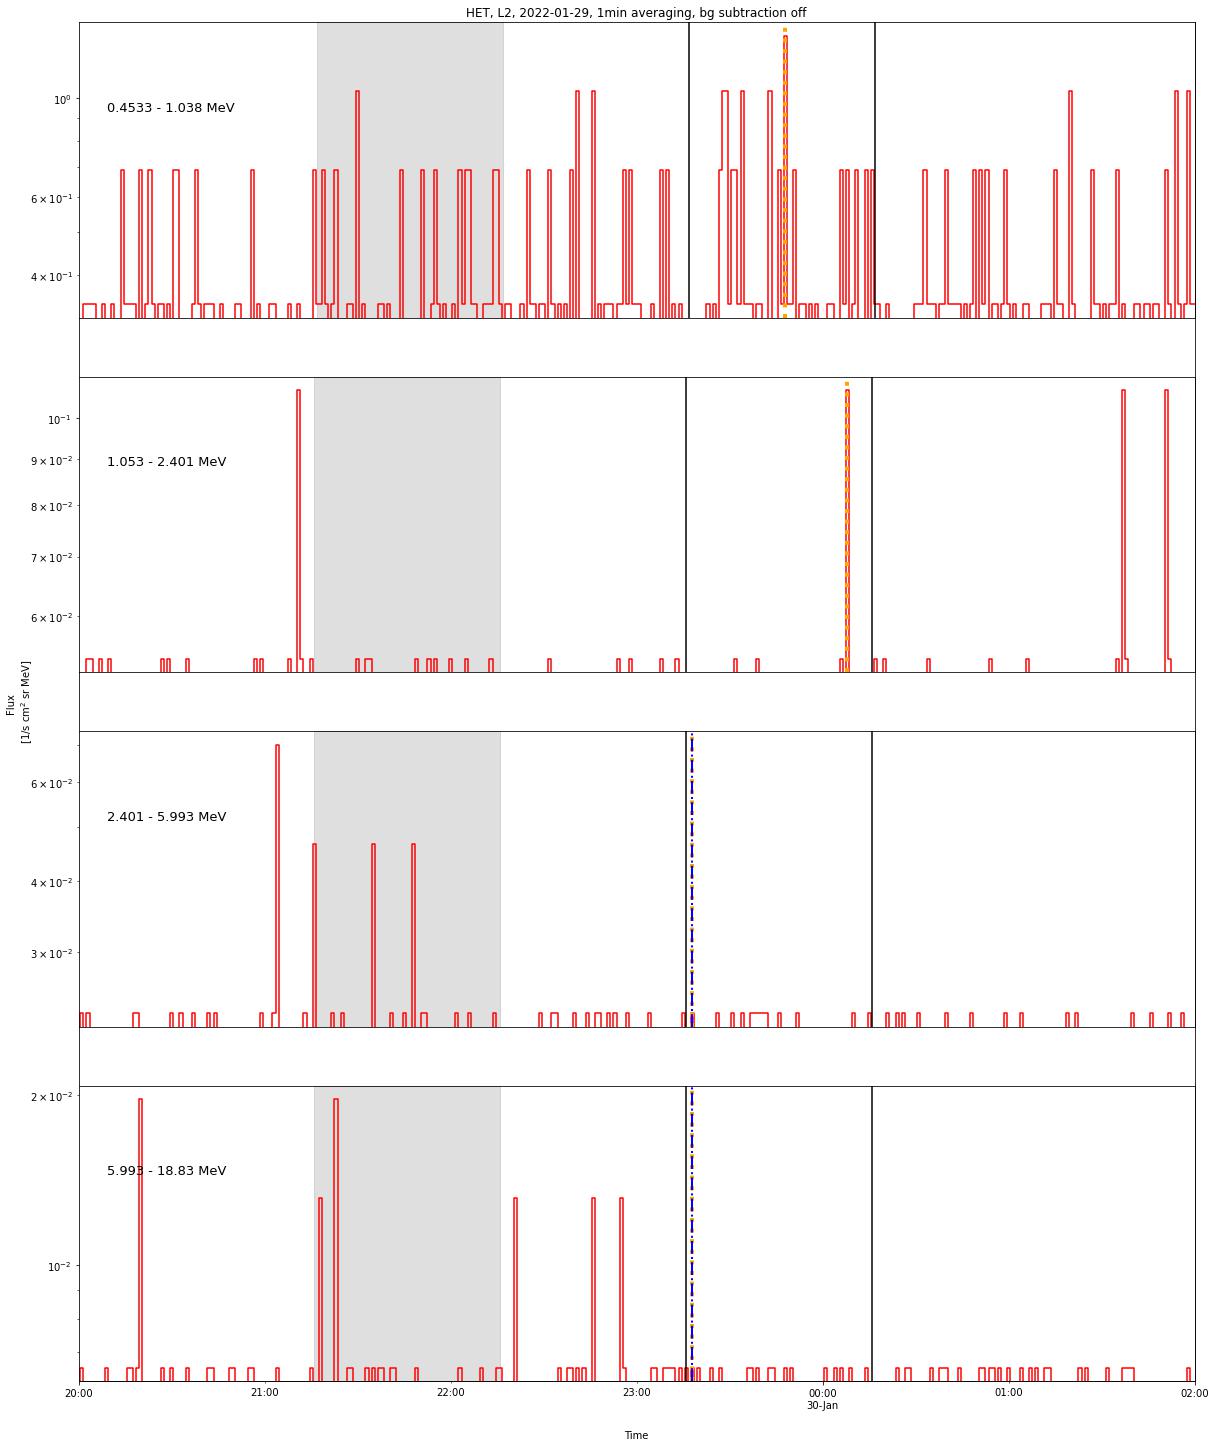 HET, L2, 2022-01-29, 1min averaging, bg subtraction off
10⁰
6 × 10⁻¹
4 × 10⁻¹
0.4533 - 1.038 MeV
10⁻¹
9 × 10⁻²
8 × 10⁻²
7 × 10⁻²
6 × 10⁻²
1.053 - 2.401 MeV
Flux
[1/s cm² sr MeV]
6 × 10⁻²
4 × 10⁻²
3 × 10⁻²
2.401 - 5.993 MeV
2 × 10⁻²
10⁻²
5.993 - 18.83 MeV
20:00 21:00 22:00 23:00 00:00 01:00 02:00
30-Jan
Time